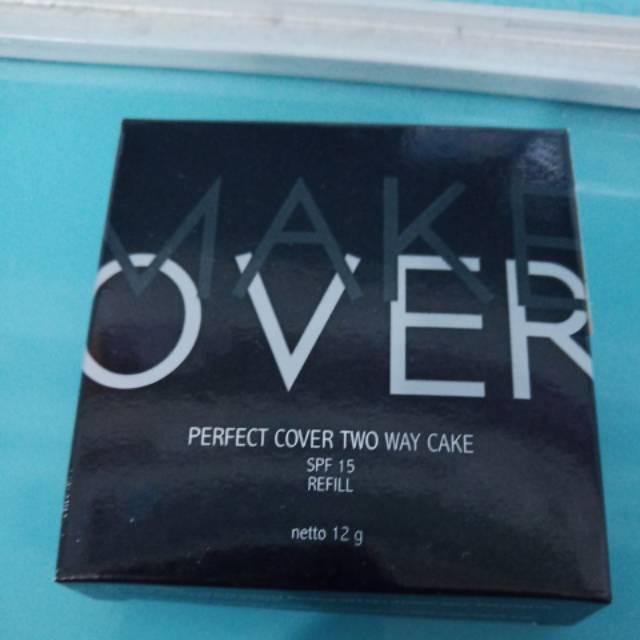 MAKE
OVER
PERFECT COVER TWO WAY CAKE
SPF 15
REFILL
netto 12 g